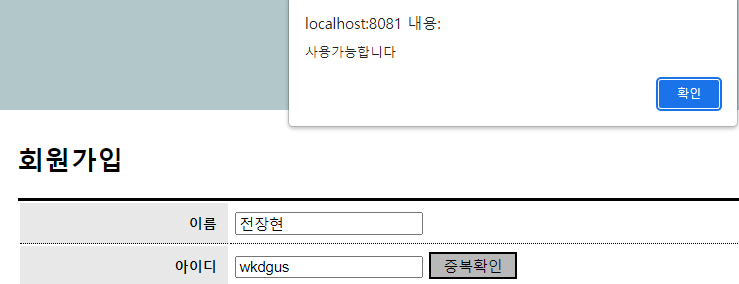 localhost:8081 내용:
사용가능합니다
확인
회원가입
이름 전장현
아이디 wkdgus 중복확인